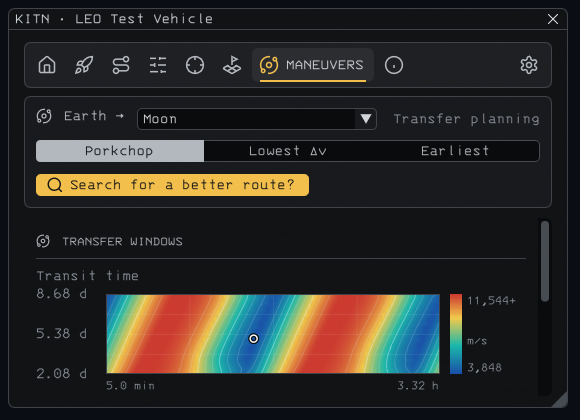 KITN · LEO Test Vehicle
MANEUVERS
Earth → Moon Transfer planning
Porkchop Lowest Δv Earliest
Search for a better route?
TRANSFER WINDOWS
Transit time
8.68 d
5.38 d
2.08 d
11,544+
m/s
3,848
5.0 min 3.32 h